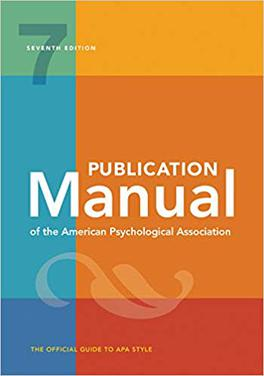 7
SEVENTH EDITION
PUBLICATION
Manual
of the American Psychological Association
THE OFFICIAL GUIDE TO APA STYLE